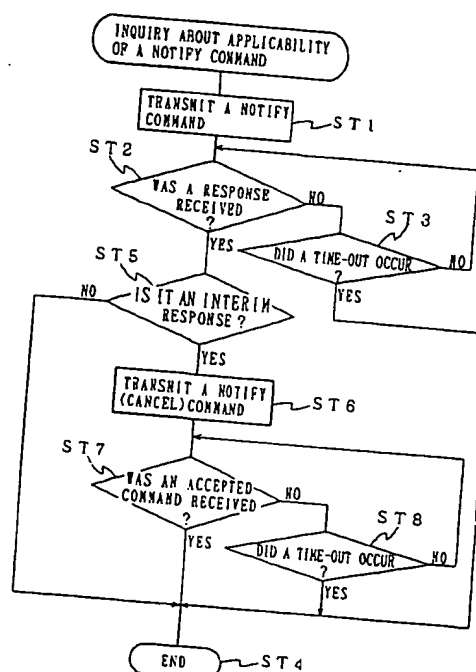 INQUIRY ABOUT APPLICABILITY
OF A NOTIFY COMMAND
TRANSMIT A NOTIFY
COMMAND
ST1
ST2
WAS A RESPONSE
RECEIVED
?
NO
YES
ST3
DID A TIME-OUT OCCUR
?
NO
YES
ST5
IS IT AN INTERIM
RESPONSE?
NO
YES
TRANSMIT A NOTIFY
(CANCEL)COMMAND
ST6
ST7
WAS AN ACCEPTED
COMMAND RECEIVED
?
NO
YES
ST8
DID A TIME-OUT OCCUR
?
NO
YES
END
ST4